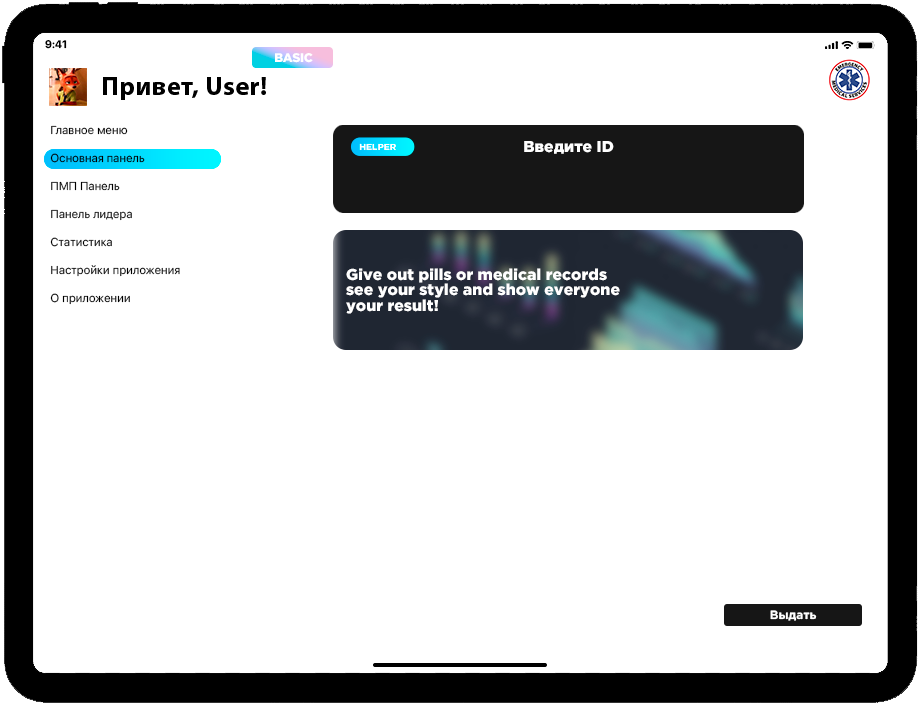 9:41
BASIC
Привет, User!
EMERGENCY
MEDICAL SERVICES
Главное меню
Основная панель
ПМП Панель
Панель лидера
Статистика
Настройки приложения
О приложении
HELPER
Введите ID
Give out pills or medical records
see your style and show everyone
your result!
Выдать